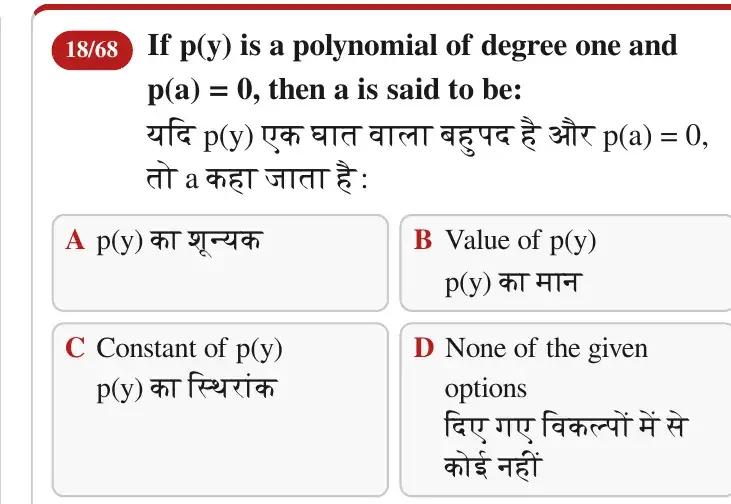 18/68 If p(y) is a polynomial of degree one and
p(a) = 0, then a is said to be:
यदि p(y) एक घात वाला बहुपद है और p(a) = 0,
तो a कहा जाता है :
A p(y) का शून्यक
B Value of p(y)
p(y) का मान
C Constant of p(y)
p(y) का स्थिरांक
D None of the given
options
दिए गए विकल्पों में से
कोई नहीं